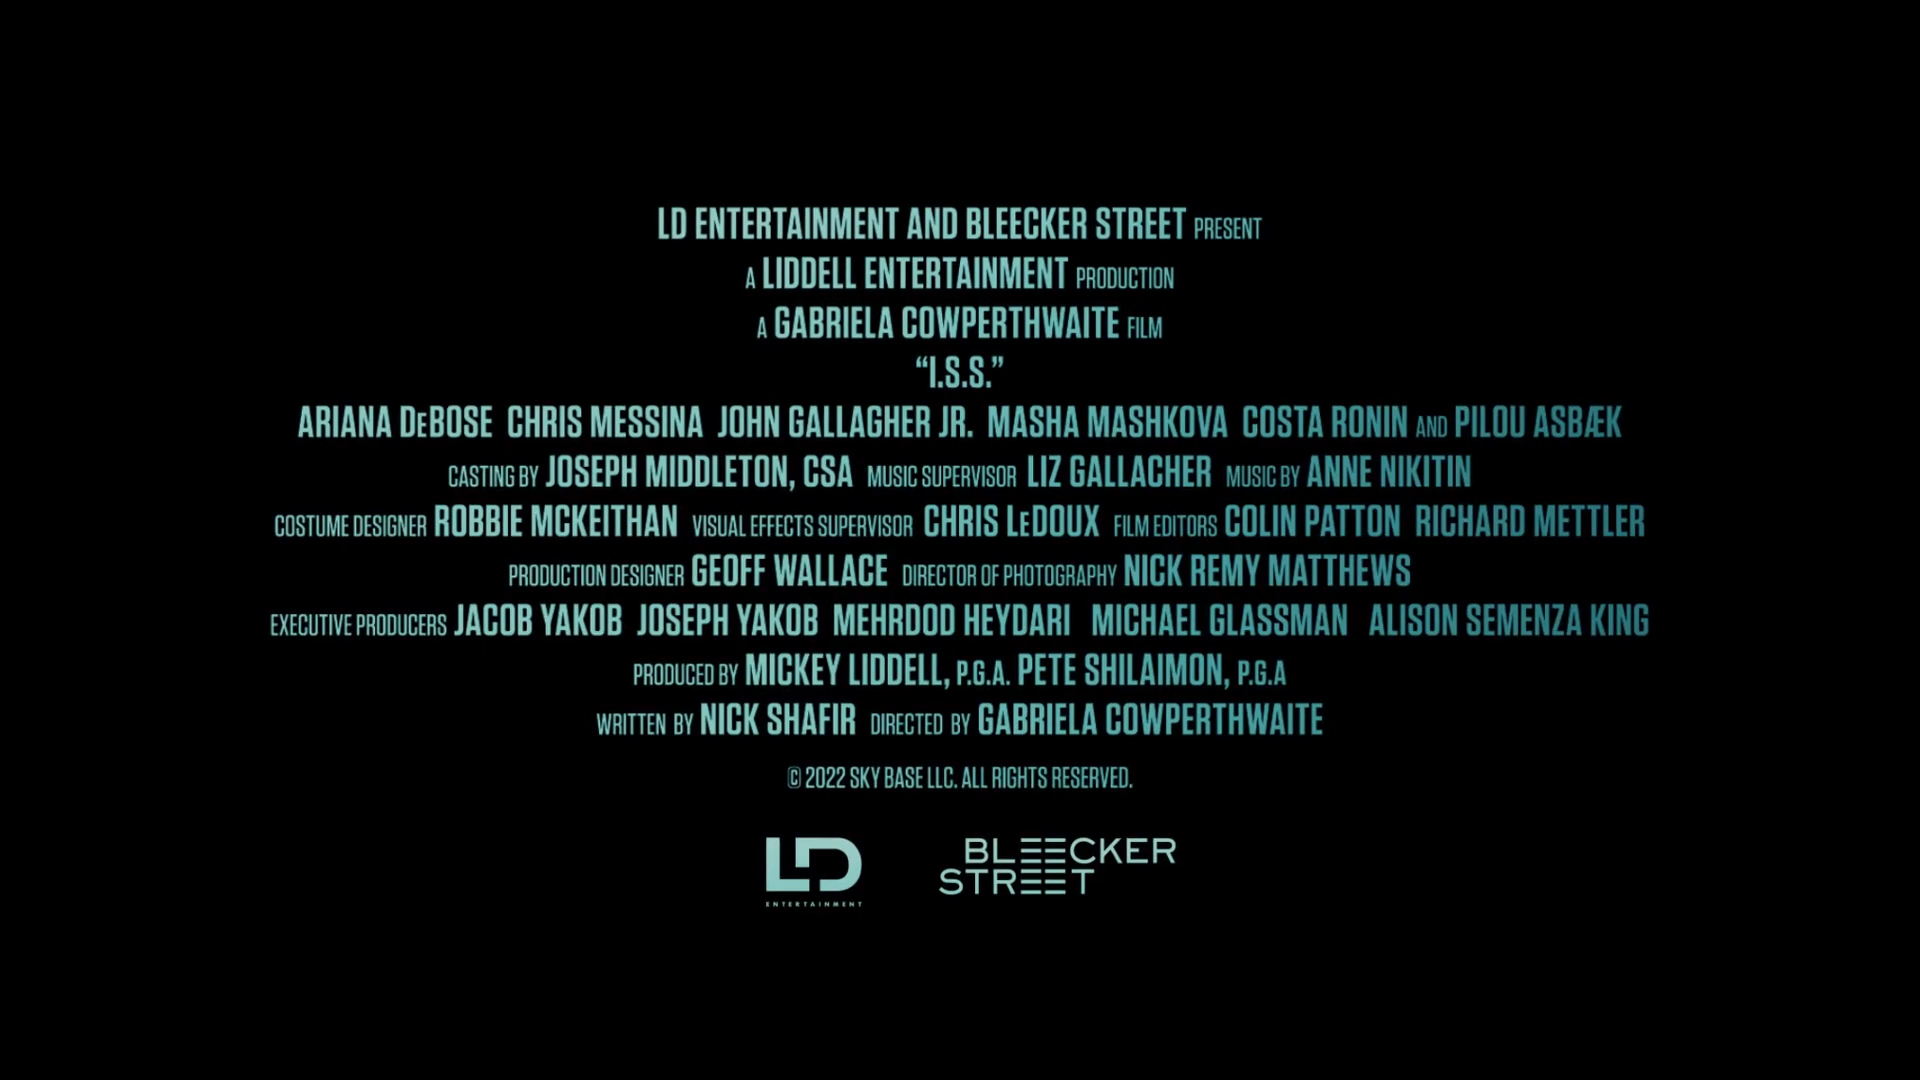 LD ENTERTAINMENT AND BLEECKER STREET PRESENT
A LIDDELL ENTERTAINMENT PRODUCTION
A GABRIELA COWPERTHWAITE FILM
“I.S.S.”
ARIANA DeBOSE CHRIS MESSINA JOHN GALLAGHER JR. MASHA MASHKOVA COSTA RONIN AND PILOU ASBÆK
CASTING BY JOSEPH MIDDLETON, CSA MUSIC SUPERVISOR LIZ GALLACHER MUSIC BY ANNE NIKITIN
COSTUME DESIGNER ROBBIE MCKEITHAN VISUAL EFFECTS SUPERVISOR CHRIS LeDOUX FILM EDITORS COLIN PATTON RICHARD METTLER
PRODUCTION DESIGNER GEOFF WALLACE DIRECTOR OF PHOTOGRAPHY NICK REMY MATTHEWS
EXECUTIVE PRODUCERS JACOB YAKOB JOSEPH YAKOB MEHRDOD HEYDARI MICHAEL GLASSMAN ALISON SEMENZA KING
PRODUCED BY MICKEY LIDDELL, P.G.A. PETE SHILAIMON, P.G.A
WRITTEN BY NICK SHAFIR DIRECTED BY GABRIELA COWPERTHWAITE
© 2022 SKY BASE LLC. ALL RIGHTS RESERVED.
LD
ENTERTAINMENT
BLEECKER
STREET